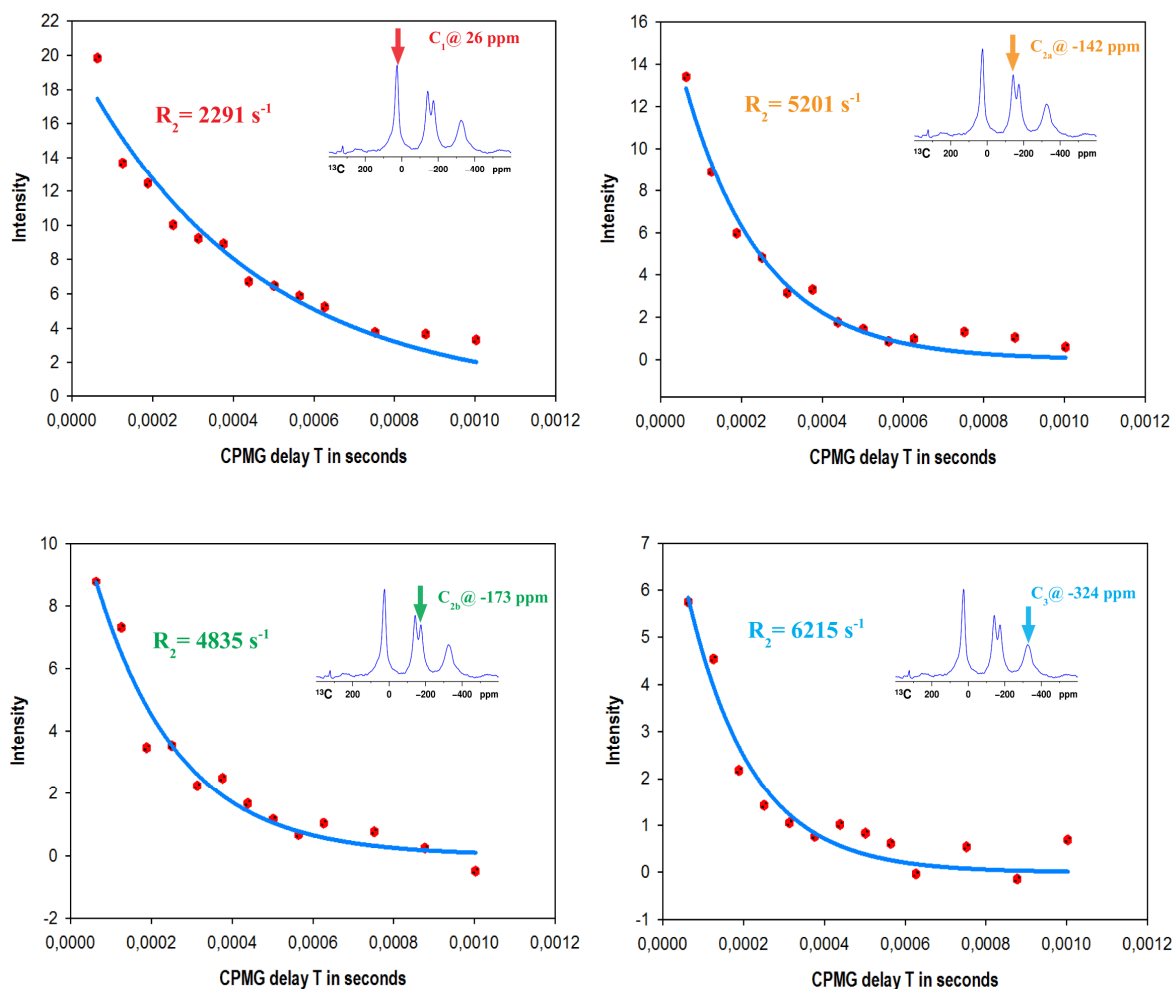 22
20
18
16
14
12
10
8
6
4
2
0
Intensity
C1@ 26 ppm
R2= 2291 s-1
13C 200 0 −200 −400 ppm
0,0000 0,0002 0,0004 0,0006 0,0008 0,0010 0,0012
CPMG delay T in seconds
16
14
12
10
8
6
4
2
0
Intensity
C2a@ -142 ppm
R2= 5201 s-1
13C 200 0 −200 −400 ppm
0,0000 0,0002 0,0004 0,0006 0,0008 0,0010 0,0012
CPMG delay T in seconds
10
8
6
4
2
0
-2
Intensity
C2b@ -173 ppm
R2= 4835 s-1
13C 200 0 −200 −400 ppm
0,0000 0,0002 0,0004 0,0006 0,0008 0,0010 0,0012
CPMG delay T in seconds
7
6
5
4
3
2
1
0
-1
Intensity
C3@ -324 ppm
R2= 6215 s-1
13C 200 0 −200 −400 ppm
0,0000 0,0002 0,0004 0,0006 0,0008 0,0010 0,0012
CPMG delay T in seconds